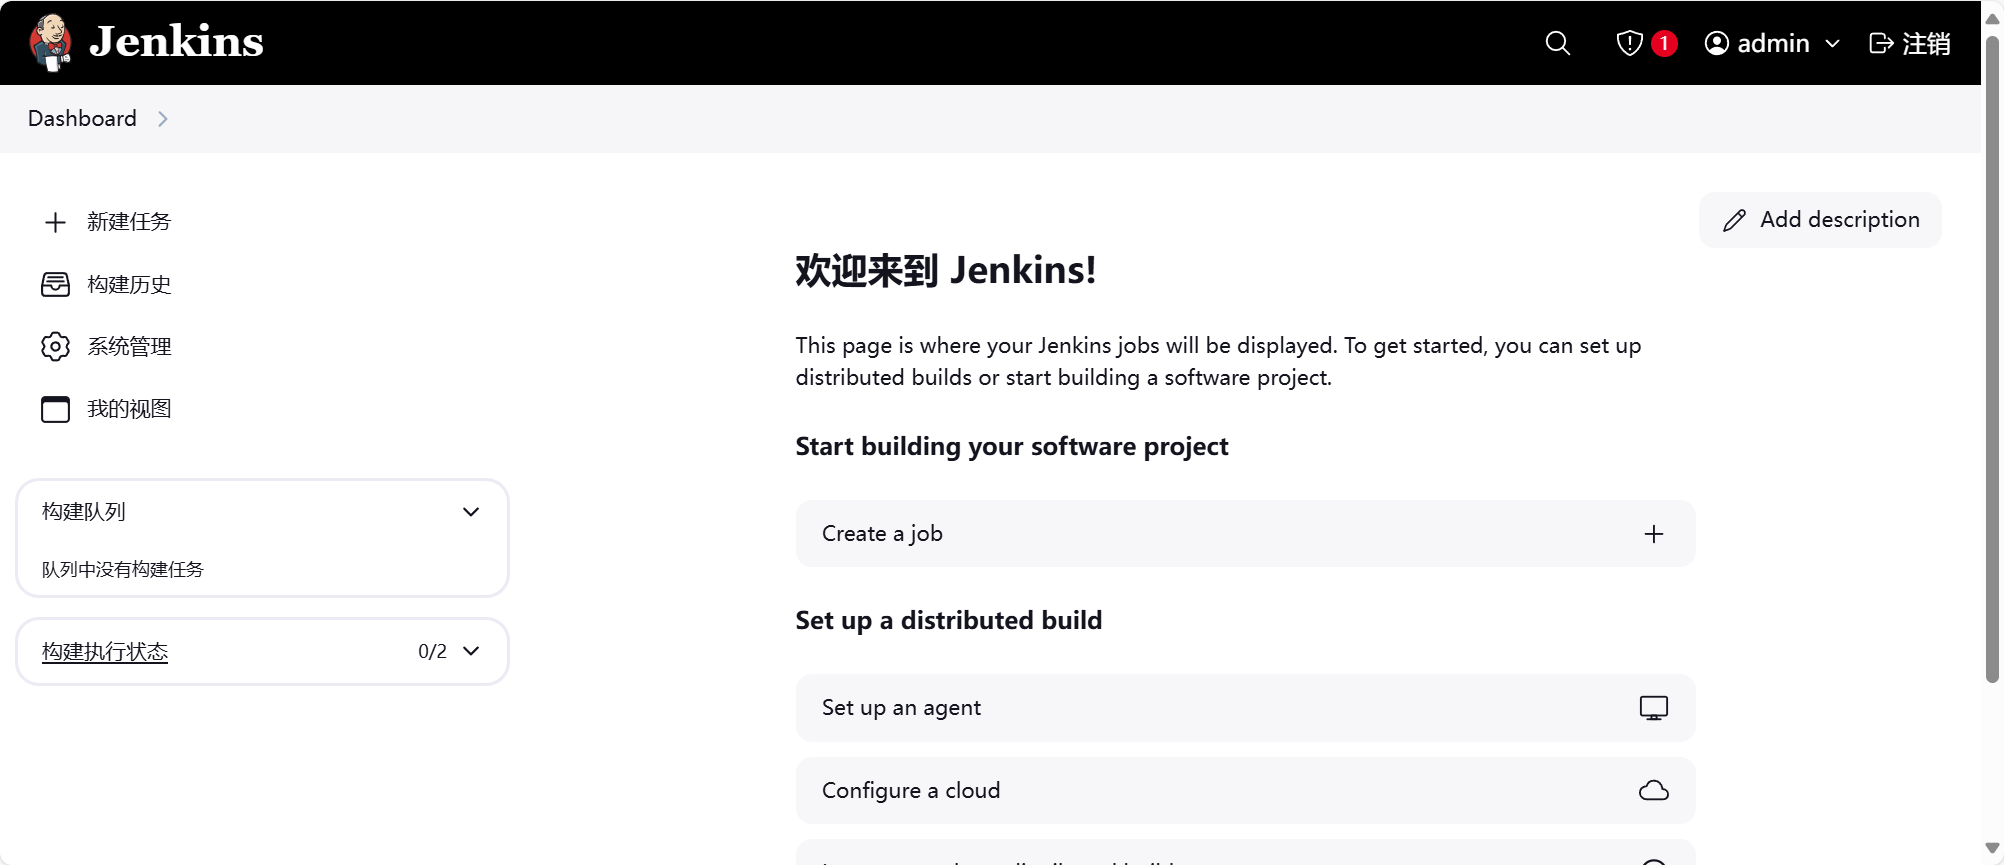 Jenkins
1
admin
注销
Dashboard
新建任务
构建历史
系统管理
我的视图
构建队列
队列中没有构建任务
构建执行状态
0/2
Add description
欢迎来到 Jenkins!
This page is where your Jenkins jobs will be displayed. To get started, you can set up
distributed builds or start building a software project.
Start building your software project
Create a job
Set up a distributed build
Set up an agent
Configure a cloud